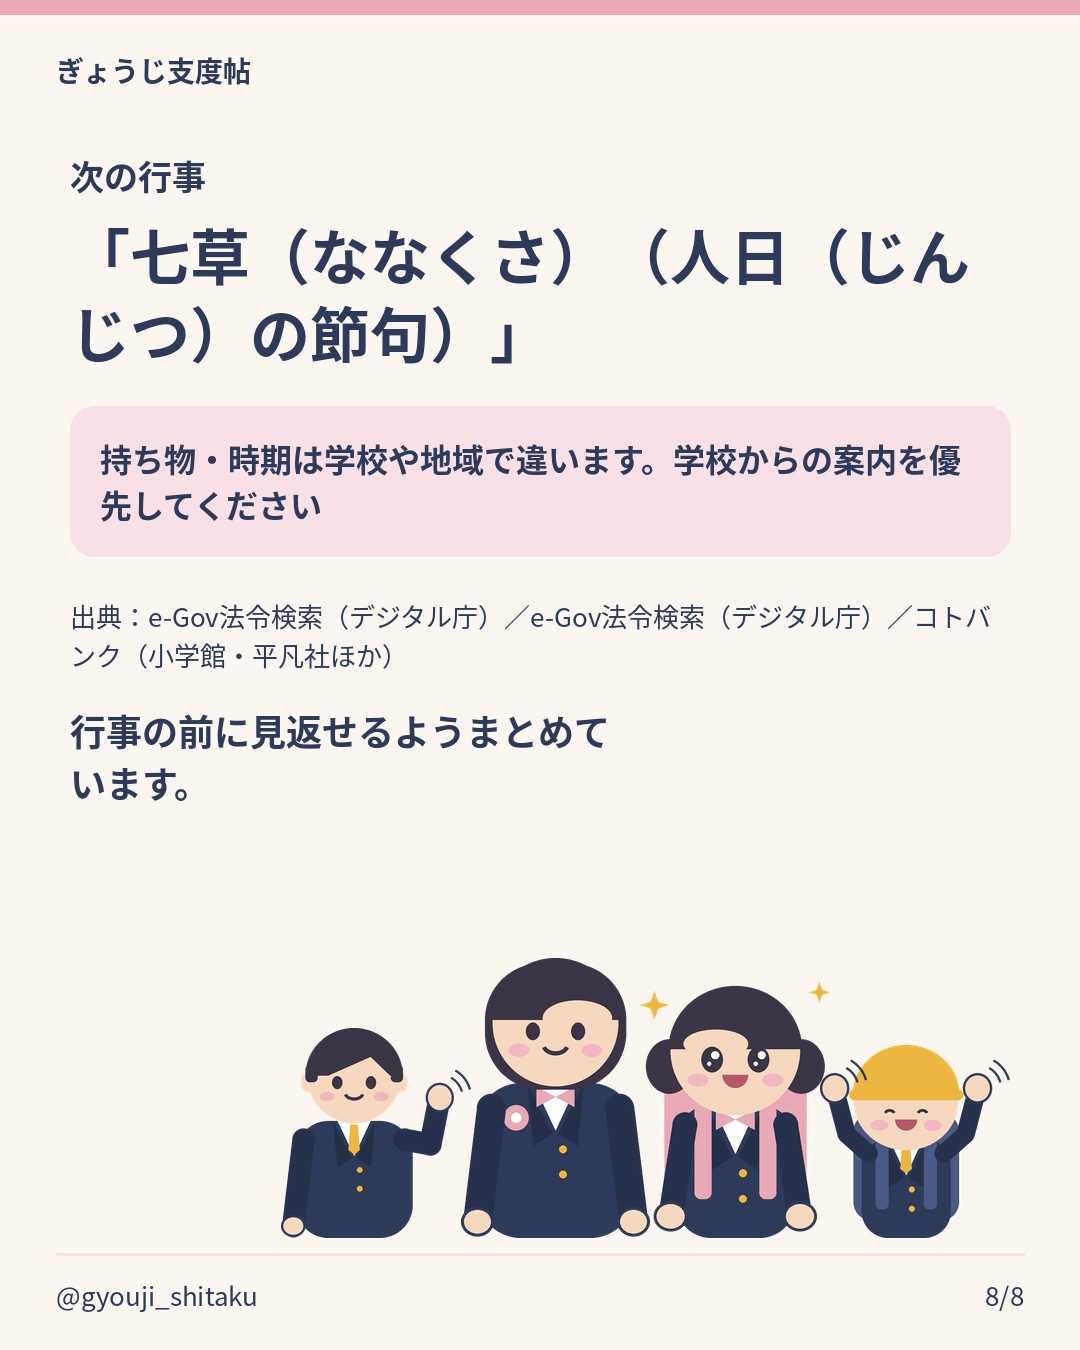 ぎょうじ支度帖
次の行事
「七草（ななくさ）（人日（じん
じつ）の節句）」
持ち物・時期は学校や地域で違います。学校からの案内を優
先してください
出典：e-Gov法令検索（デジタル庁）／e-Gov法令検索（デジタル庁）／コトバ
ンク（小学館・平凡社ほか）
行事の前に見返せるようまとめて
います。
@gyouji_shitaku
8/8